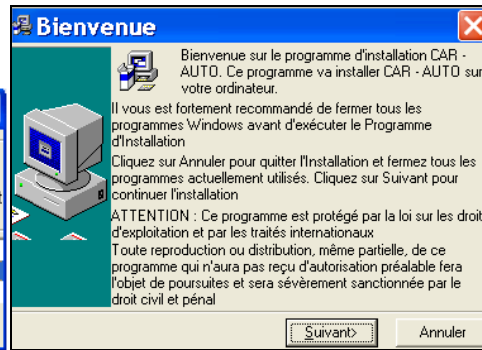 Bienvenue
Bienvenue sur le programme d'installation CAR -
AUTO. Ce programme va installer CAR - AUTO sur
votre ordinateur.
Il vous est fortement recommandé de fermer tous les
programmes Windows avant d'exécuter le Programme
d'Installation
Cliquez sur Annuler pour quitter l'Installation et fermez tous les
programmes actuellement utilisés. Cliquez sur Suivant pour
continuer l'installation
ATTENTION : Ce programme est protégé par la loi sur les droit
d'exploitation et par les traités internationaux
Toute reproduction ou distribution, même partielle, de ce
programme qui n'aura pas reçu d'autorisation préalable fera
l'objet de poursuites et sera sévèrement sanctionnée par le
droit civil et pénal
Suivant> Annuler